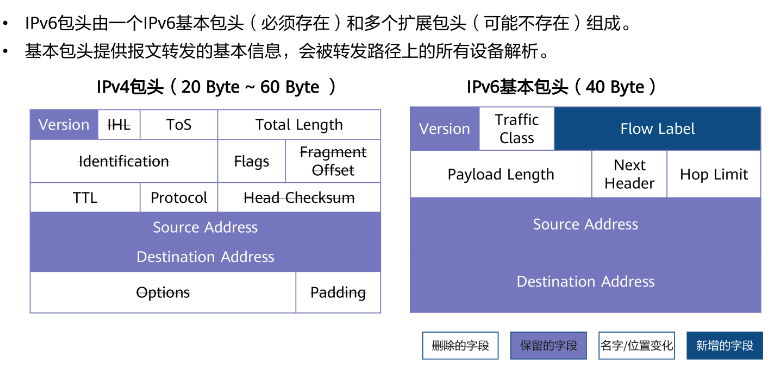 • IPv6包头由一个IPv6基本包头（必须存在）和多个扩展包头（可能不存在）组成。
• 基本包头提供报文转发的基本信息，会被转发路径上的所有设备解析。
IPv4包头（20 Byte ~ 60 Byte ）
IPv6基本包头（40 Byte）
Version IHL ToS Total Length
Identification Flags Fragment
Offset
TTL Protocol Head Checksum
Source Address
Destination Address
Options Padding
Version Traffic
Class Flow Label
Payload Length Next
Header Hop Limit
Source Address
Destination Address
删除的字段 保留的字段 名字/位置变化 新增的字段